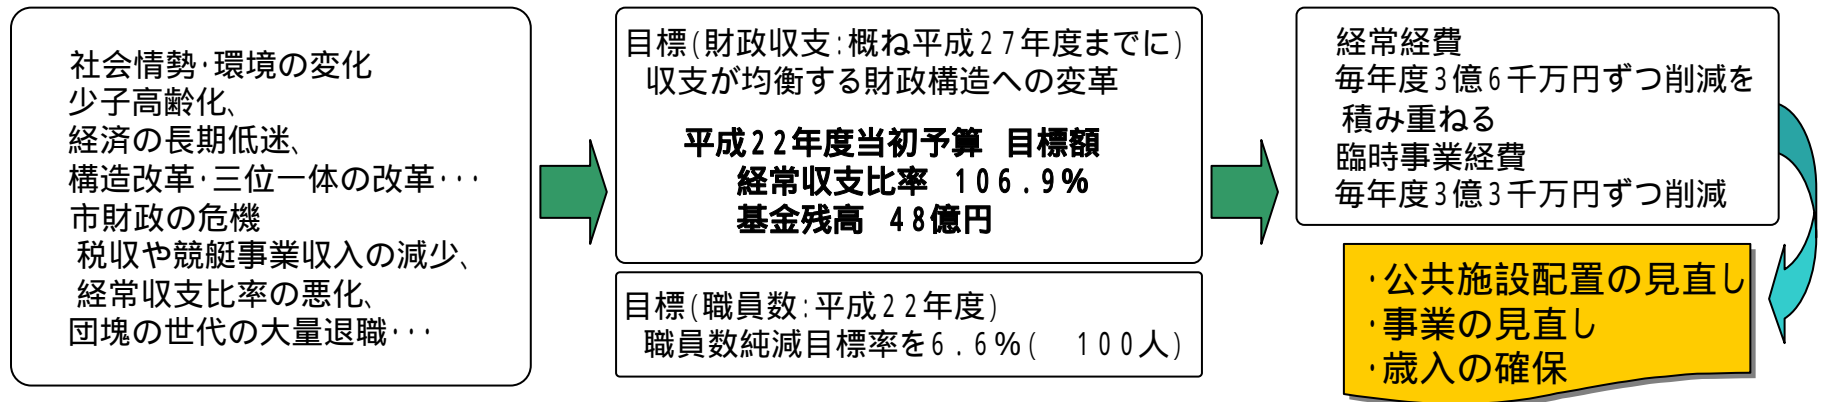 社会情勢・環境の変化
少子高齢化、
経済の長期低迷、
構造改革・三位一体の改革・・・
市財政の危機
税収や競艇事業収入の減少、
経常収支比率の悪化、
団塊の世代の大量退職・・・
目標(財政収支:概ね平成27年度までに)
収支が均衡する財政構造への変革
平成22年度当初予算 目標額
経常収支比率 106.9%
基金残高 48億円
目標(職員数:平成22年度)
職員数純減目標率を6.6%( 100人)
経常経費
毎年度3億6千万円ずつ削減を
積み重ねる
臨時事業経費
毎年度3億3千万円ずつ削減
・公共施設配置の見直し
・事業の見直し
・歳入の確保